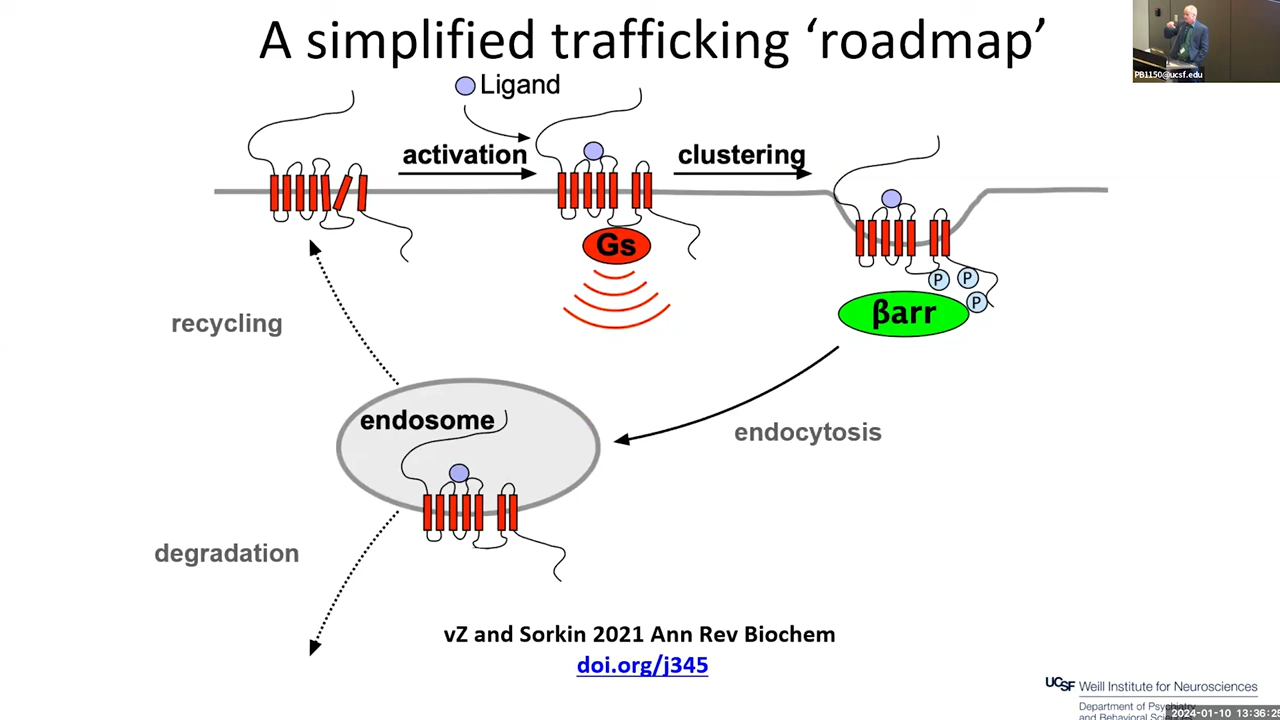 A simplified trafficking ‘roadmap’
PB1150@ucsf.edu
Ligand
activation
clustering
Gs
P
P
P
βarr
recycling
endosome
endocytosis
degradation
vZ and Sorkin 2021 Ann Rev Biochem
doi.org/j345
UCSF Weill Institute for Neurosciences
Department of Psychiatry
and Behavioral
2024-01-10 13:36:25